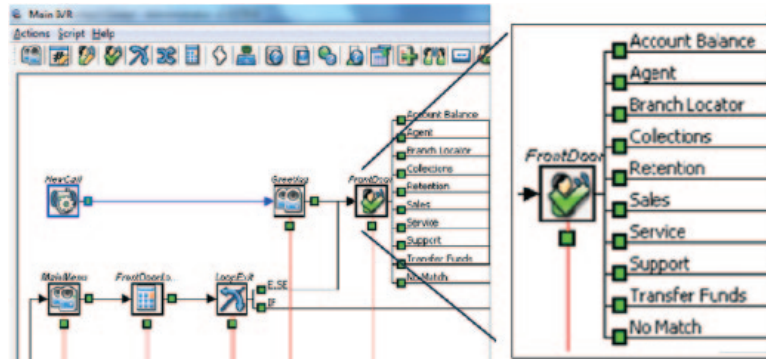 Main IVR
Actions Script Help
Account Balance
Agent
Branch Locator
Collections
Retention
Sales
Service
Support
Transfer Funds
No Match
NewCall
Greeting
FrontDoor
MainMenu
FrontDoorLo...
LoopExit
ELSE
IF
FrontDoor
Account Balance
Agent
Branch Locator
Collections
Retention
Sales
Service
Support
Transfer Funds
No Match